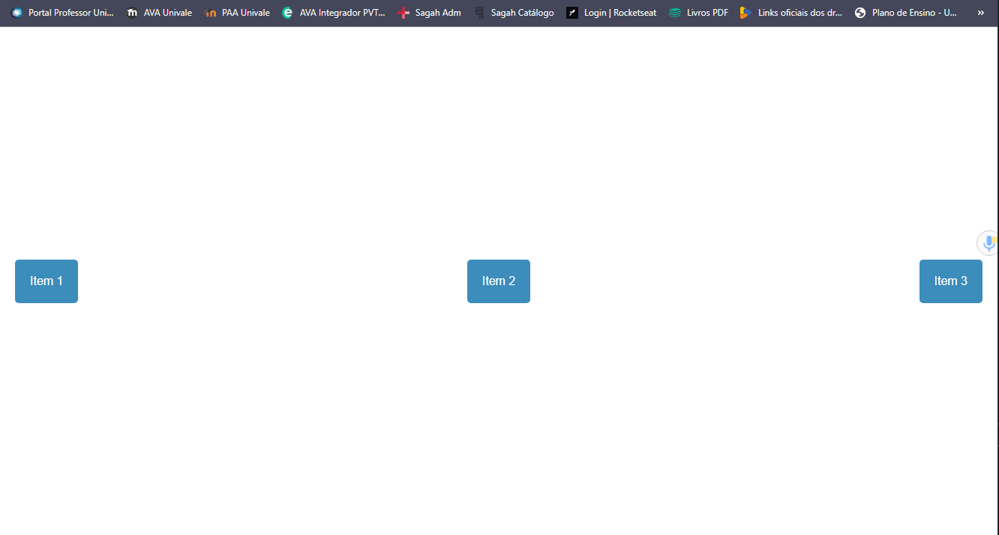 Portal Professor Uni... AVA Univale PAA Univale AVA Integrador PVT... Sagah Adm Sagah Catálogo Login | Rocketseat Livros PDF Links oficiais dos dr... Plano de Ensino - U... »
Item 1 Item 2 Item 3